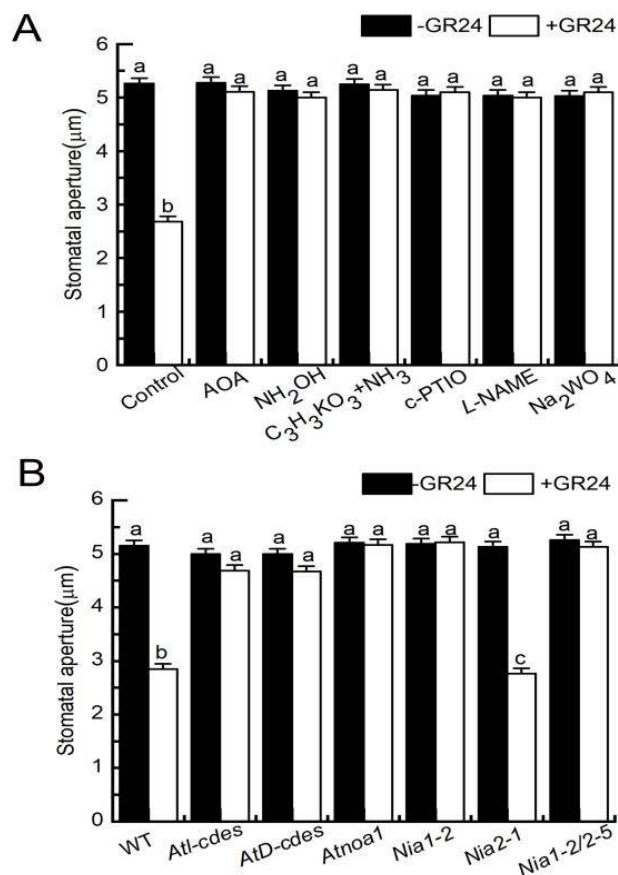 A
-GR24 +GR24
Stomatal aperture(μm)
6
5
4
3
2
1
0
a b a a a a a a a a a a a a
Control AOA NH2OH C3H3KO3+NH3 c-PTIO L-NAME Na2WO4
B
-GR24 +GR24
Stomatal aperture(μm)
6
5
4
3
2
1
0
a b a a a a a a a a a c a a
WT Atl-cdes AtD-cdes Atnoa1 Nia1-2 Nia2-1 Nia1-2/2-5